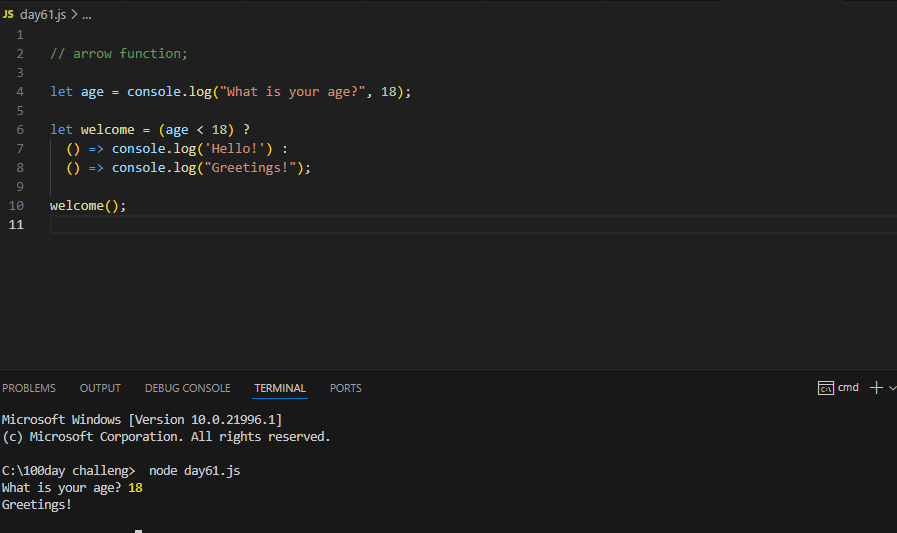 JS day61.js > ...
1
2 // arrow function;
3
4 let age = console.log("What is your age?", 18);
5
6 let welcome = (age < 18) ?
7 () => console.log('Hello!') :
8 () => console.log("Greetings!");
9
10 welcome();
11
PROBLEMS OUTPUT DEBUG CONSOLE TERMINAL PORTS cmd
Microsoft Windows [Version 10.0.21996.1]
(c) Microsoft Corporation. All rights reserved.
C:\100day challeng> node day61.js
What is your age? 18
Greetings!